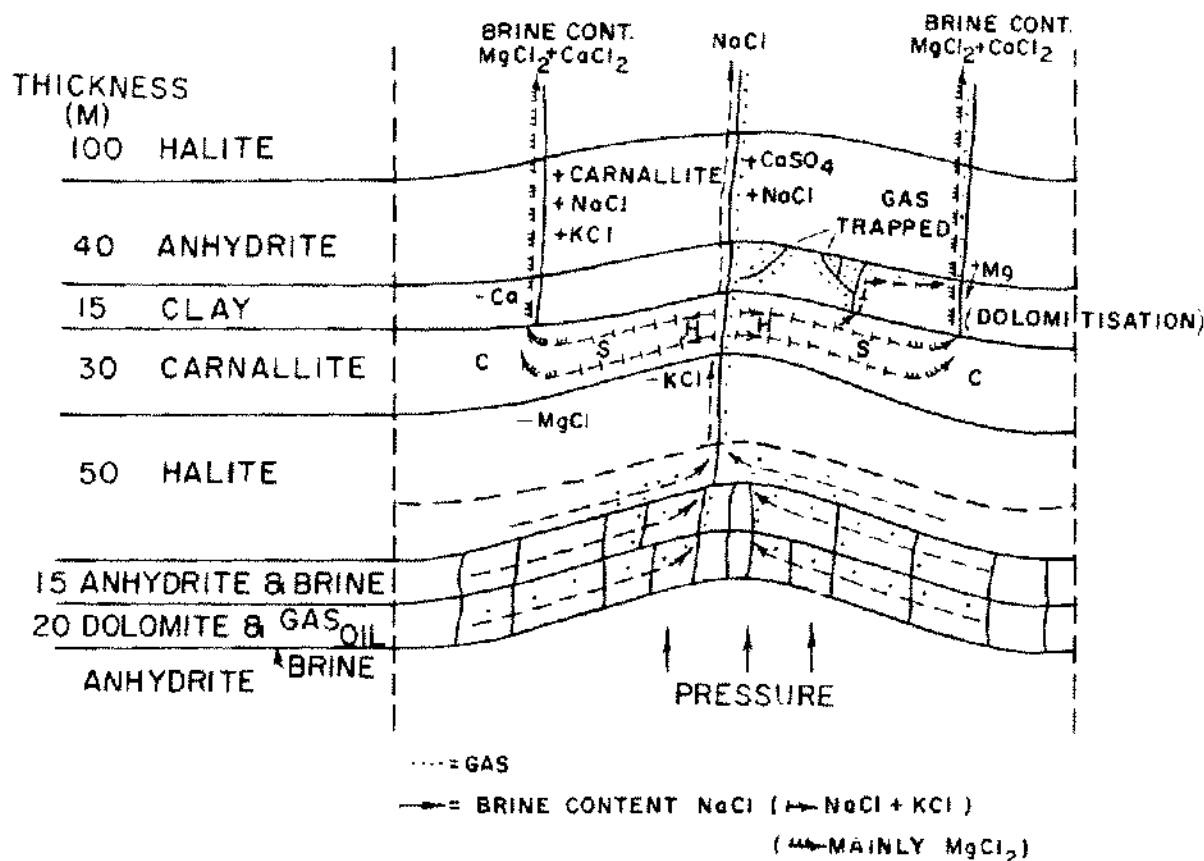 BRINE CONT.
MgCl2+CaCl2
NaCl
BRINE CONT.
MgCl2+CaCl2
THICKNESS
(M)
100 HALITE
+CARNALLITE
+NaCl
+KCl
+CaSO4
+NaCl
GAS
TRAPPED
40 ANHYDRITE
+Mg
-Ca
15 CLAY
(DOLOMITISATION)
H H
S S
C C
30 CARNALLITE
-KCl
-MgCl
50 HALITE
15 ANHYDRITE & BRINE
20 DOLOMITE & GAS
OIL
BRINE
ANHYDRITE
PRESSURE
= GAS
= BRINE CONTENT NaCl ( NaCl + KCl )
( MAINLY MgCl2)